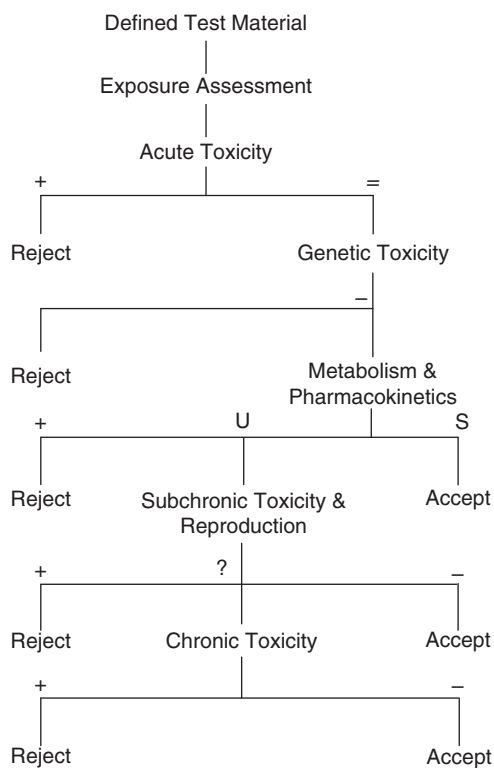 Defined Test Material
Exposure Assessment
Acute Toxicity
+ =
Reject Genetic Toxicity
–
Reject
Metabolism &
Pharmacokinetics
+ U S
Reject Subchronic Toxicity & Accept
Reproduction
+ ? –
Reject Chronic Toxicity Accept
+ –
Reject Accept